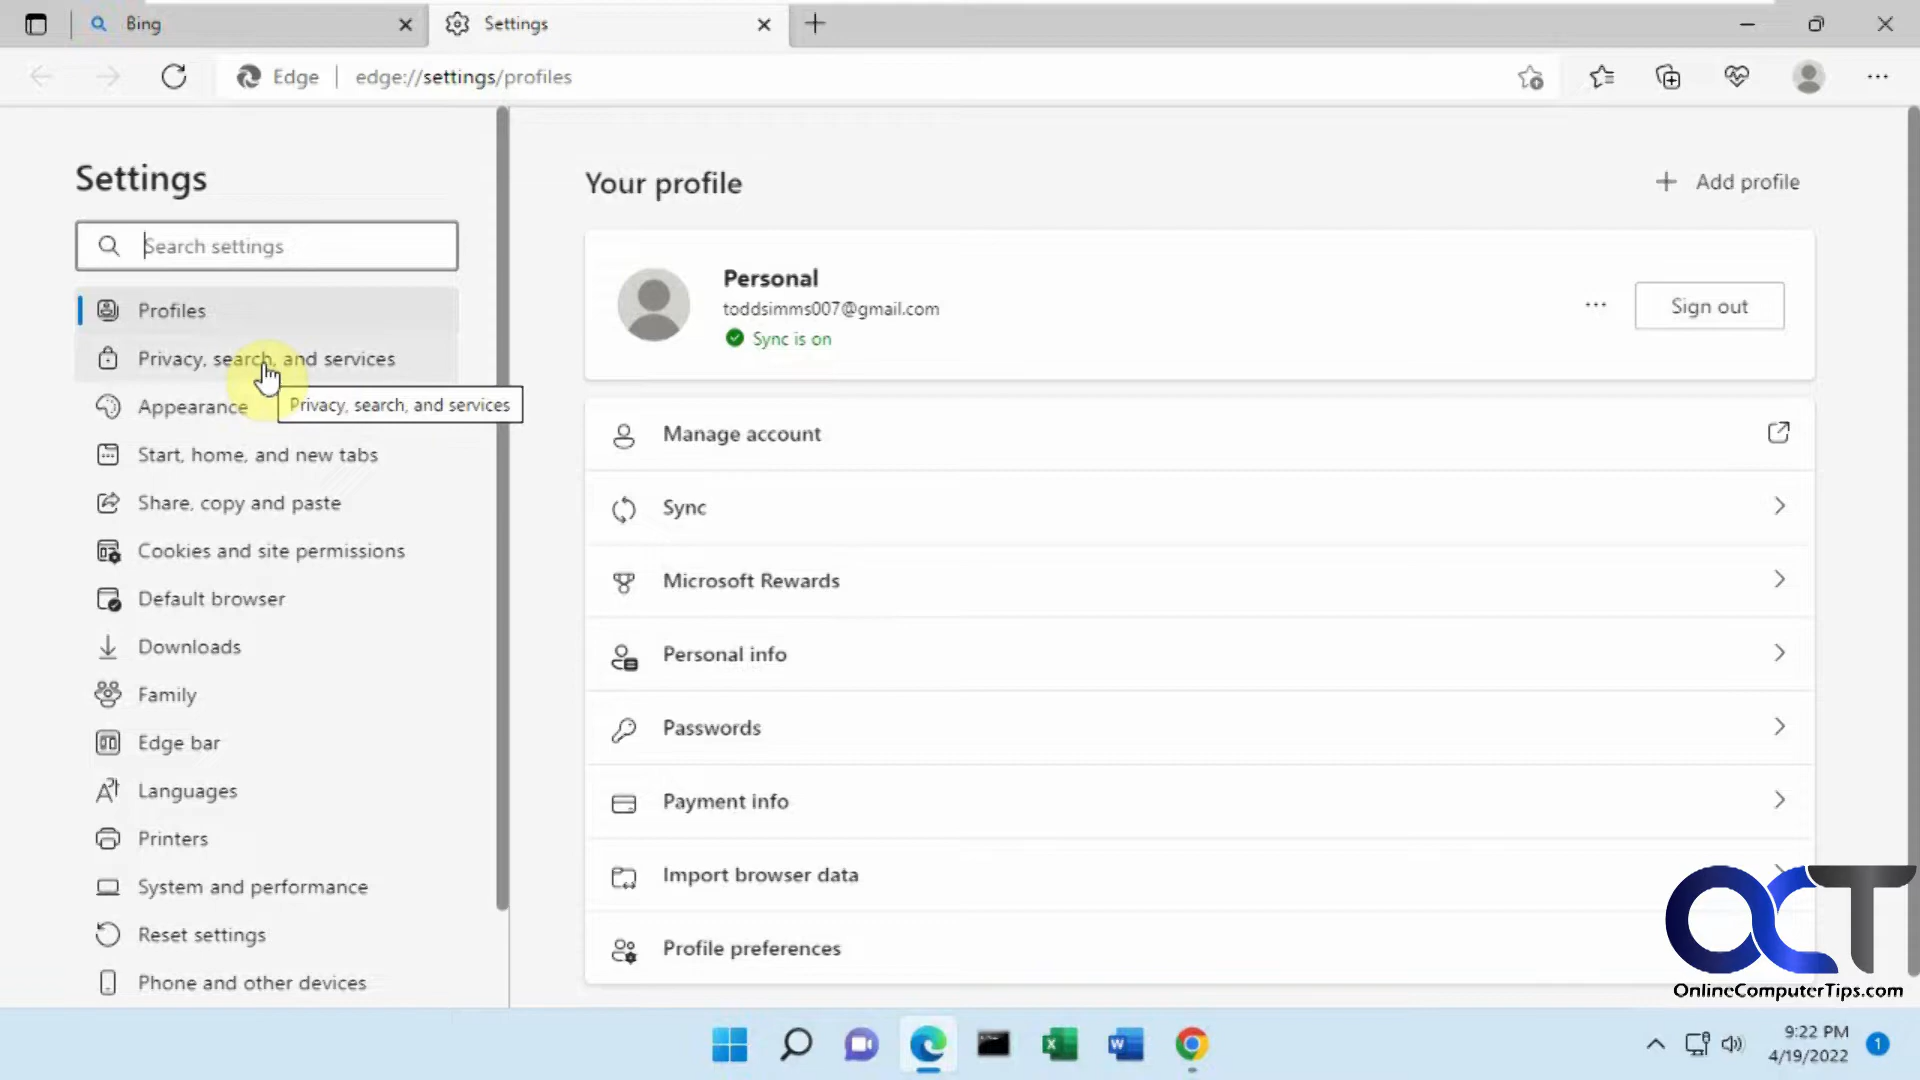 Bing
Settings
Edge
edge://settings/profiles
Settings
Search settings
Profiles
Privacy, search, and services
Appearance
Privacy, search, and services
Start, home, and new tabs
Share, copy and paste
Cookies and site permissions
Default browser
Downloads
Family
Edge bar
Languages
Printers
System and performance
Reset settings
Phone and other devices
Your profile
Add profile
Personal
toddsimms007@gmail.com
Sync is on
Sign out
Manage account
Sync
Microsoft Rewards
Personal info
Passwords
Payment info
Import browser data
Profile preferences
OCT
OnlineComputerTips.com
9:22 PM
4/19/2022
1